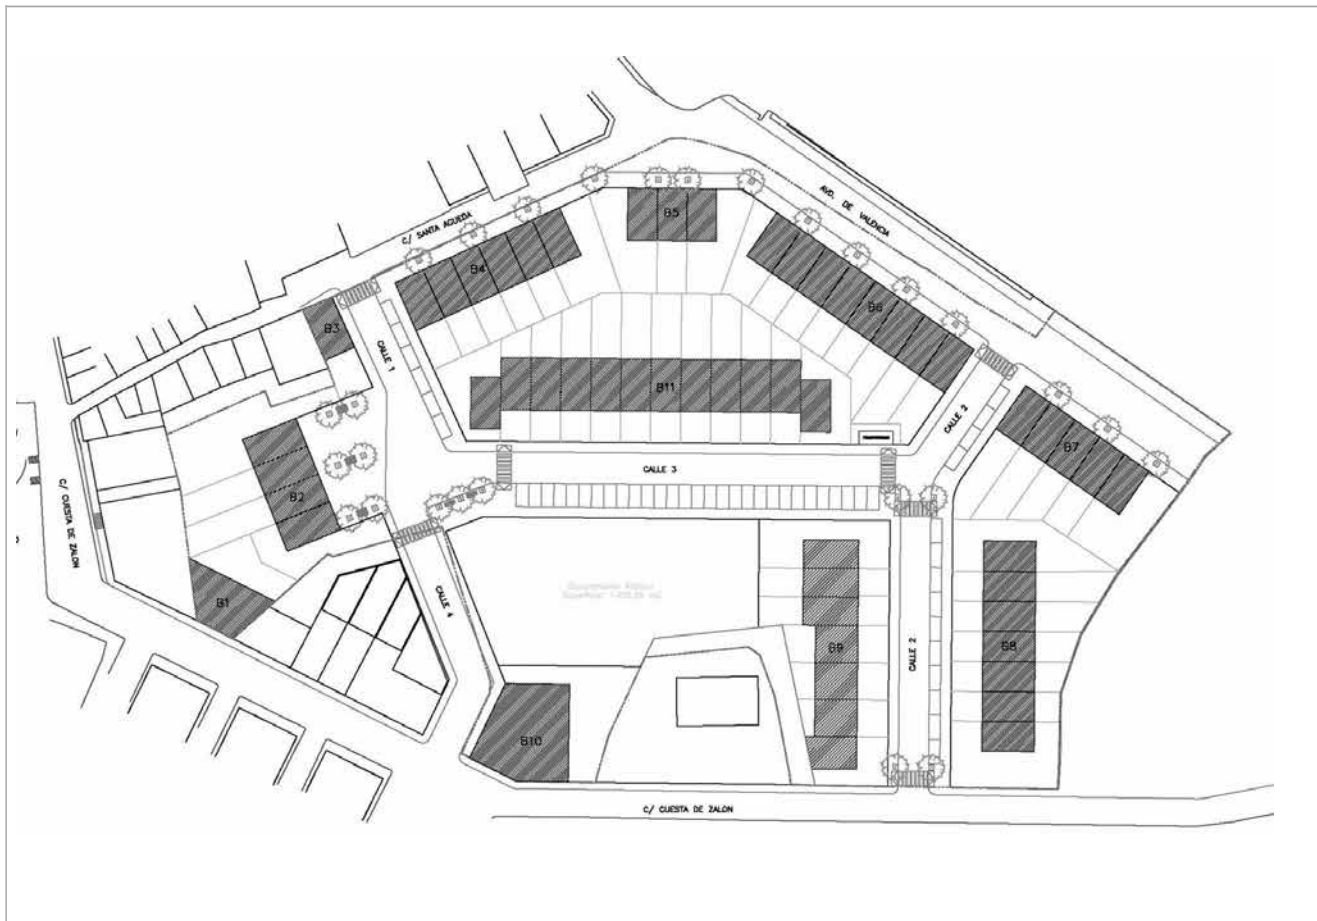 AVD. DE VALENCIA
C/ SANTA AGUEDA
B5
B4
B6
B3
CALLE 1
B11
CALLE 2
B7
CALLE 3
B2
C/ CUESTA DE ZALON
B1
CALLE 4
B9
CALLE 2
B8
B10
C/ CUESTA DE ZALON